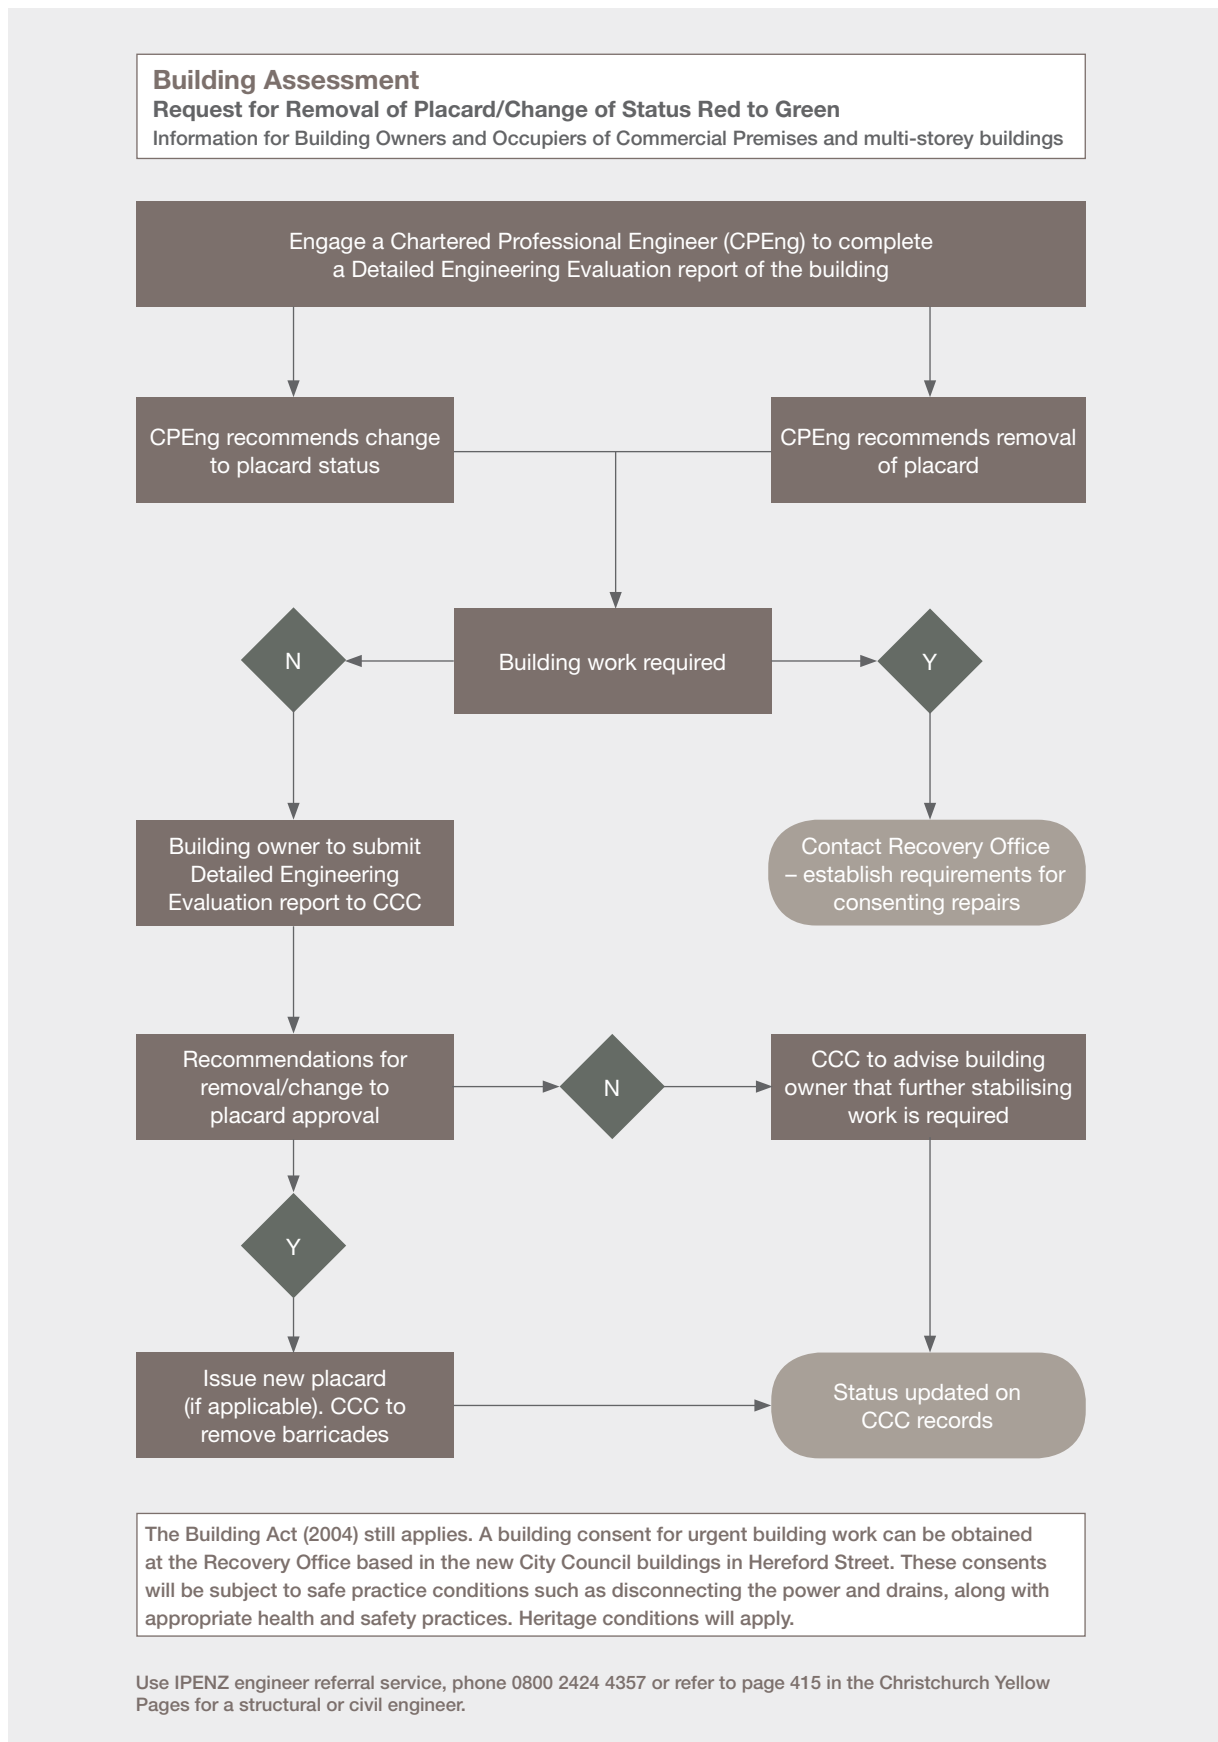 Building Assessment
Request for Removal of Placard/Change of Status Red to Green
Information for Building Owners and Occupiers of Commercial Premises and multi-storey buildings
Engage a Chartered Professional Engineer (CPEng) to complete
a Detailed Engineering Evaluation report of the building
CPEng recommends change
to placard status
CPEng recommends removal
of placard
N
Building work required
Y
Building owner to submit
Detailed Engineering
Evaluation report to CCC
Contact Recovery Office
– establish requirements for
consenting repairs
Recommendations for
removal/change to
placard approval
N
CCC to advise building
owner that further stabilising
work is required
Y
Issue new placard
(if applicable). CCC to
remove barricades
Status updated on
CCC records
The Building Act (2004) still applies. A building consent for urgent building work can be obtained
at the Recovery Office based in the new City Council buildings in Hereford Street. These consents
will be subject to safe practice conditions such as disconnecting the power and drains, along with
appropriate health and safety practices. Heritage conditions will apply.
Use IPENZ engineer referral service, phone 0800 2424 4357 or refer to page 415 in the Christchurch Yellow
Pages for a structural or civil engineer.